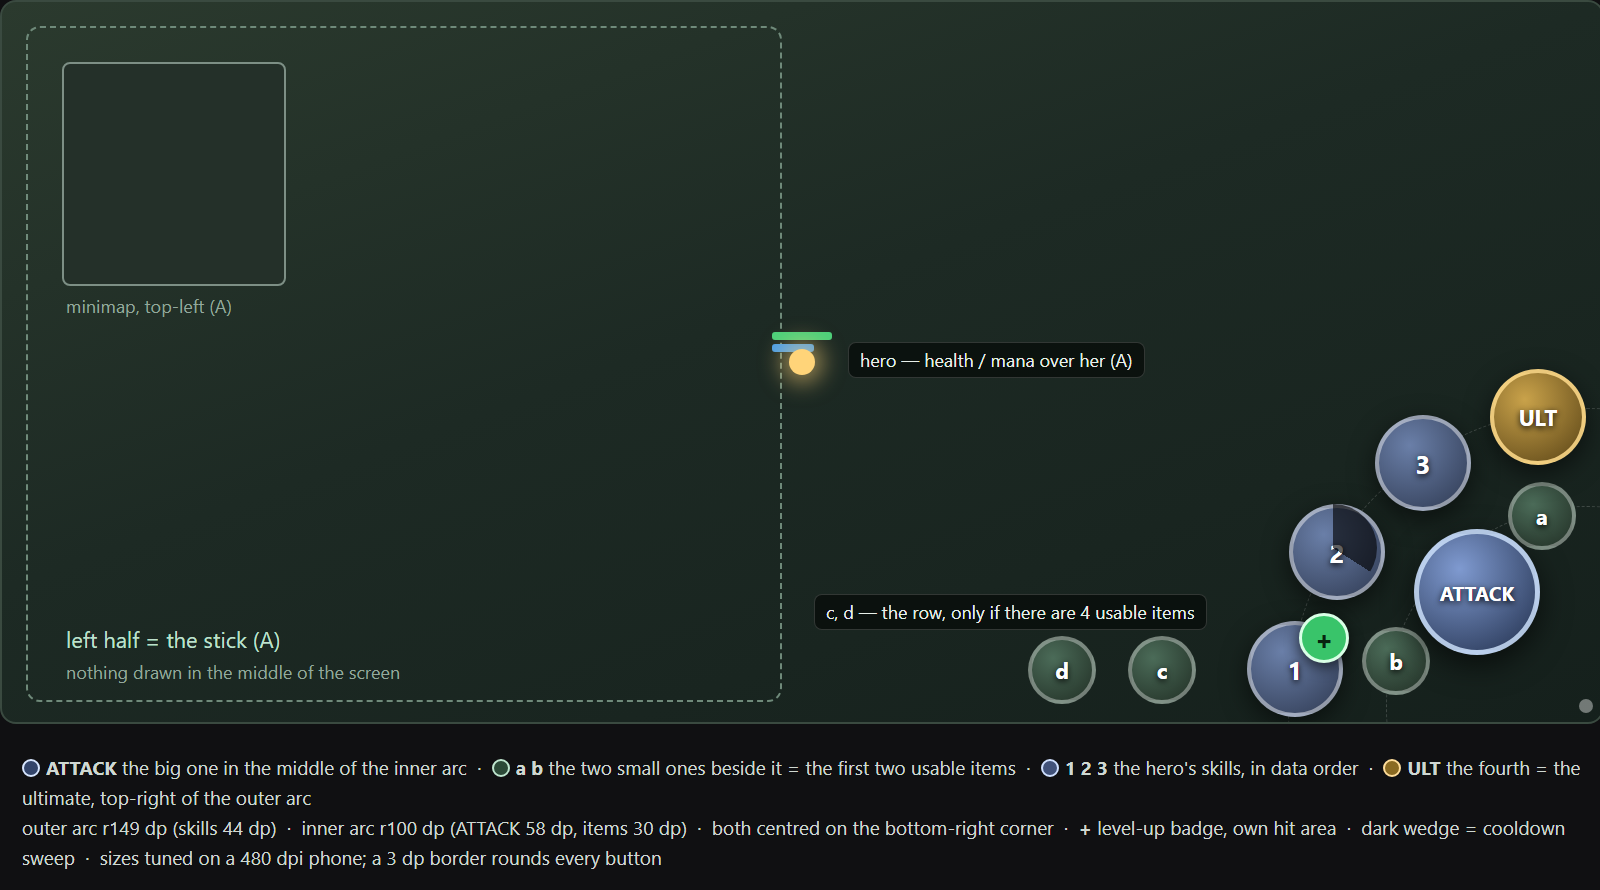 minimap, top-left (A)
hero — health / mana over her (A)
ULT
3
a
2
ATTACK
c, d — the row, only if there are 4 usable items
left half = the stick (A)
nothing drawn in the middle of the screen
+
d
c
1
b
ATTACK the big one in the middle of the inner arc · a b the two small ones beside it = the first two usable items · 1 2 3 the hero's skills, in data order · ULT the fourth = the
ultimate, top-right of the outer arc
outer arc r149 dp (skills 44 dp) · inner arc r100 dp (ATTACK 58 dp, items 30 dp) · both centred on the bottom-right corner · + level-up badge, own hit area · dark wedge = cooldown
sweep · sizes tuned on a 480 dpi phone; a 3 dp border rounds every button